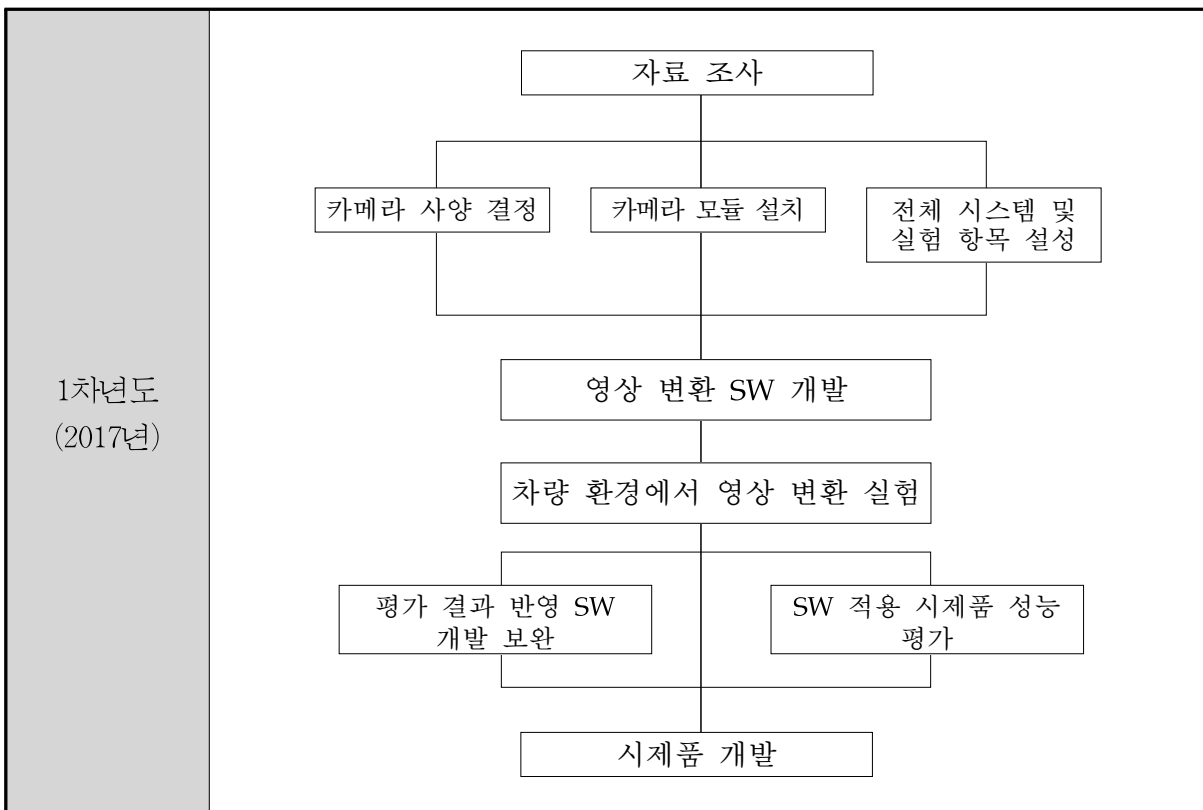 자료 조사
카메라 사양 결정
카메라 모듈 설치
전체 시스템 및
실험 항목 설성
1차년도
(2017년)
영상 변환 SW 개발
차량 환경에서 영상 변환 실험
평가 결과 반영 SW
개발 보완
SW 적용 시제품 성능
평가
시제품 개발